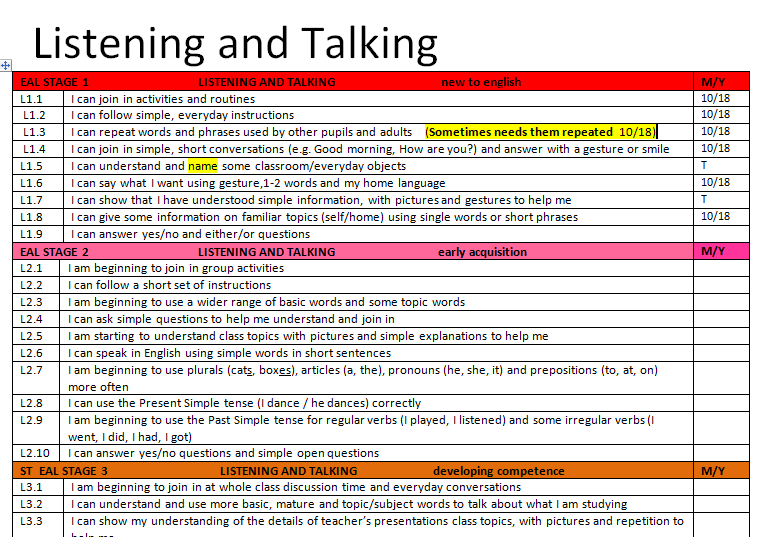 Listening and Talking
EAL STAGE 1 LISTENING AND TALKING new to english M/Y
L1.1 I can join in activities and routines 10/18
L1.2 I can follow simple, everyday instructions 10/18
L1.3 I can repeat words and phrases used by other pupils and adults (Sometimes needs them repeated 10/18) 10/18
L1.4 I can join in simple, short conversations (e.g. Good morning, How are you?) and answer with a gesture or smile 10/18
L1.5 I can understand and name some classroom/everyday objects T
L1.6 I can say what I want using gesture,1-2 words and my home language 10/18
L1.7 I can show that I have understood simple information, with pictures and gestures to help me T
L1.8 I can give some information on familiar topics (self/home) using single words or short phrases 10/18
L1.9 I can answer yes/no and either/or questions
EAL STAGE 2 LISTENING AND TALKING early acquisition M/Y
L2.1 I am beginning to join in group activities
L2.2 I can follow a short set of instructions
L2.3 I am beginning to use a wider range of basic words and some topic words
L2.4 I can ask simple questions to help me understand and join in
L2.5 I am starting to understand class topics with pictures and simple explanations to help me
L2.6 I can speak in English using simple words in short sentences
L2.7 I am beginning to use plurals (cats, boxes), articles (a, the), pronouns (he, she, it) and prepositions (to, at, on)
more often
L2.8 I can use the Present Simple tense (I dance / he dances) correctly
L2.9 I am beginning to use the Past Simple tense for regular verbs (I played, I listened) and some irregular verbs (I
went, I did, I had, I got)
L2.10 I can answer yes/no questions and simple open questions
ST EAL STAGE 3 LISTENING AND TALKING developing competence M/Y
L3.1 I am beginning to join in at whole class discussion time and everyday conversations
L3.2 I can understand and use more basic, mature and topic/subject words to talk about what I am studying
L3.3 I can show my understanding of the details of teacher's presentations class topics, with pictures and repetition to
help me